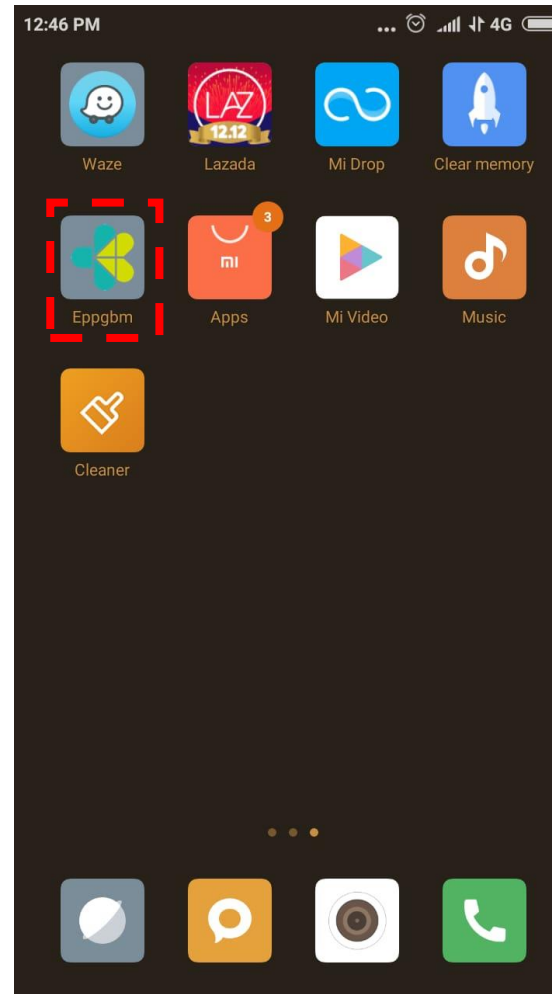 12:46 PM ... 4G
LAZ
12.12
Waze Lazada Mi Drop Clear memory
3
mi
Eppgbm Apps Mi Video Music
Cleaner